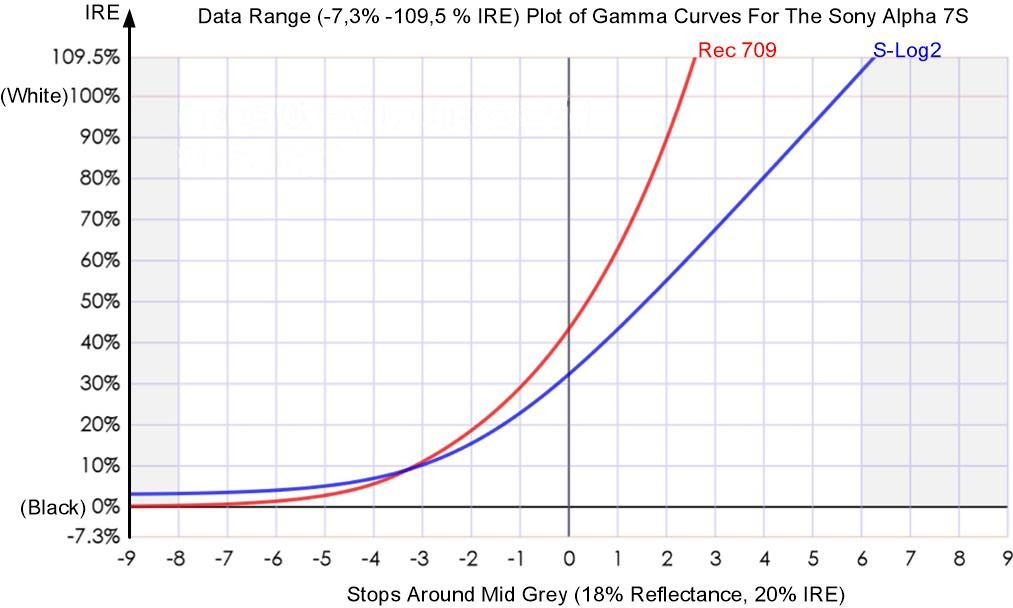 IRE
Data Range (-7,3% -109,5 % IRE) Plot of Gamma Curves For The Sony Alpha 7S
Rec 709
S-Log2
109.5%
(White)100%
90%
80%
70%
60%
50%
40%
30%
20%
10%
(Black) 0%
-7.3%
-9 -8 -7 -6 -5 -4 -3 -2 -1 0 1 2 3 4 5 6 7 8 9
Stops Around Mid Grey (18% Reflectance, 20% IRE)